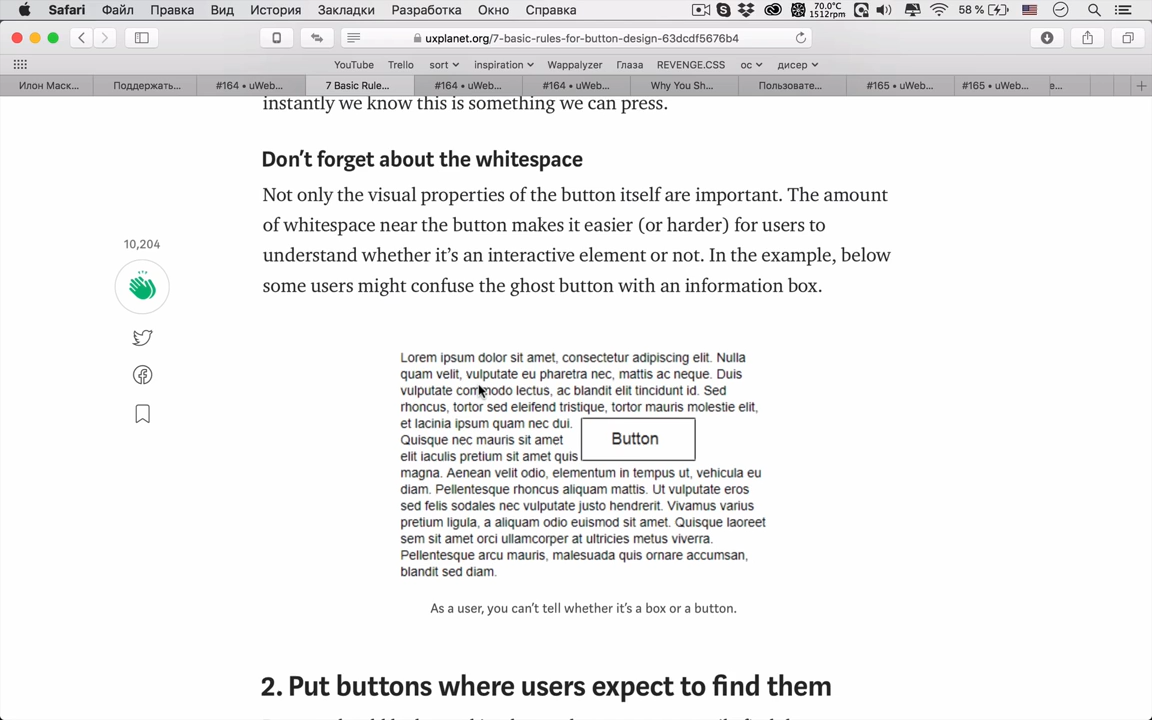 Safari Файл Правка Вид История Закладки Разработка Окно Справка 70.0°C 1512rpm 58 %
uxplanet.org/7-basic-rules-for-button-design-63dcdf5676b4
YouTube Trello sort inspiration Wappalyzer Глаза REVENGE.CSS ос дисер
Илон Маск... Поддержать... #164 • uWeb... 7 Basic Rule... #164 • uWeb... #164 • uWeb... Why You Sh... Пользовате... #165 • uWeb... #165 • uWeb... e...
instantly we know this is something we can press.
Don’t forget about the whitespace
Not only the visual properties of the button itself are important. The amount
of whitespace near the button makes it easier (or harder) for users to
understand whether it’s an interactive element or not. In the example, below
some users might confuse the ghost button with an information box.
10,204
Lorem ipsum dolor sit amet, consectetur adipiscing elit. Nulla
quam velit, vulputate eu pharetra nec, mattis ac neque. Duis
vulputate commodo lectus, ac blandit elit tincidunt id. Sed
rhoncus, tortor sed eleifend tristique, tortor mauris molestie elit,
et lacinia ipsum quam nec dui.
Quisque nec mauris sit amet
elit iaculis pretium sit amet quis
Button
magna. Aenean velit odio, elementum in tempus ut, vehicula eu
diam. Pellentesque rhoncus aliquam mattis. Ut vulputate eros
sed felis sodales nec vulputate justo hendrerit. Vivamus varius
pretium ligula, a aliquam odio euismod sit amet. Quisque laoreet
sem sit amet orci ullamcorper at ultricies metus viverra.
Pellentesque arcu mauris, malesuada quis ornare accumsan,
blandit sed diam.
As a user, you can’t tell whether it’s a box or a button.
2. Put buttons where users expect to find them